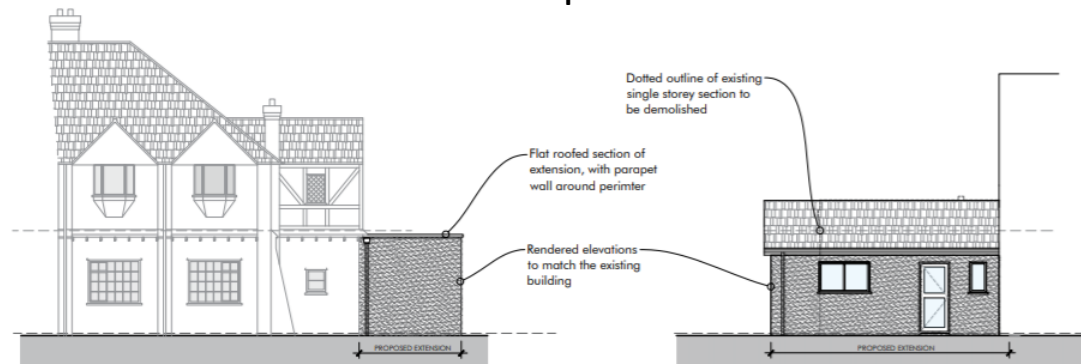 Dotted outline of existing
single storey section to
be demolished
Flat roofed section of
extension, with parapet
wall around perimter
Rendered elevations
to match the existing
building
PROPOSED EXTENSION
PROPOSED EXTENSION